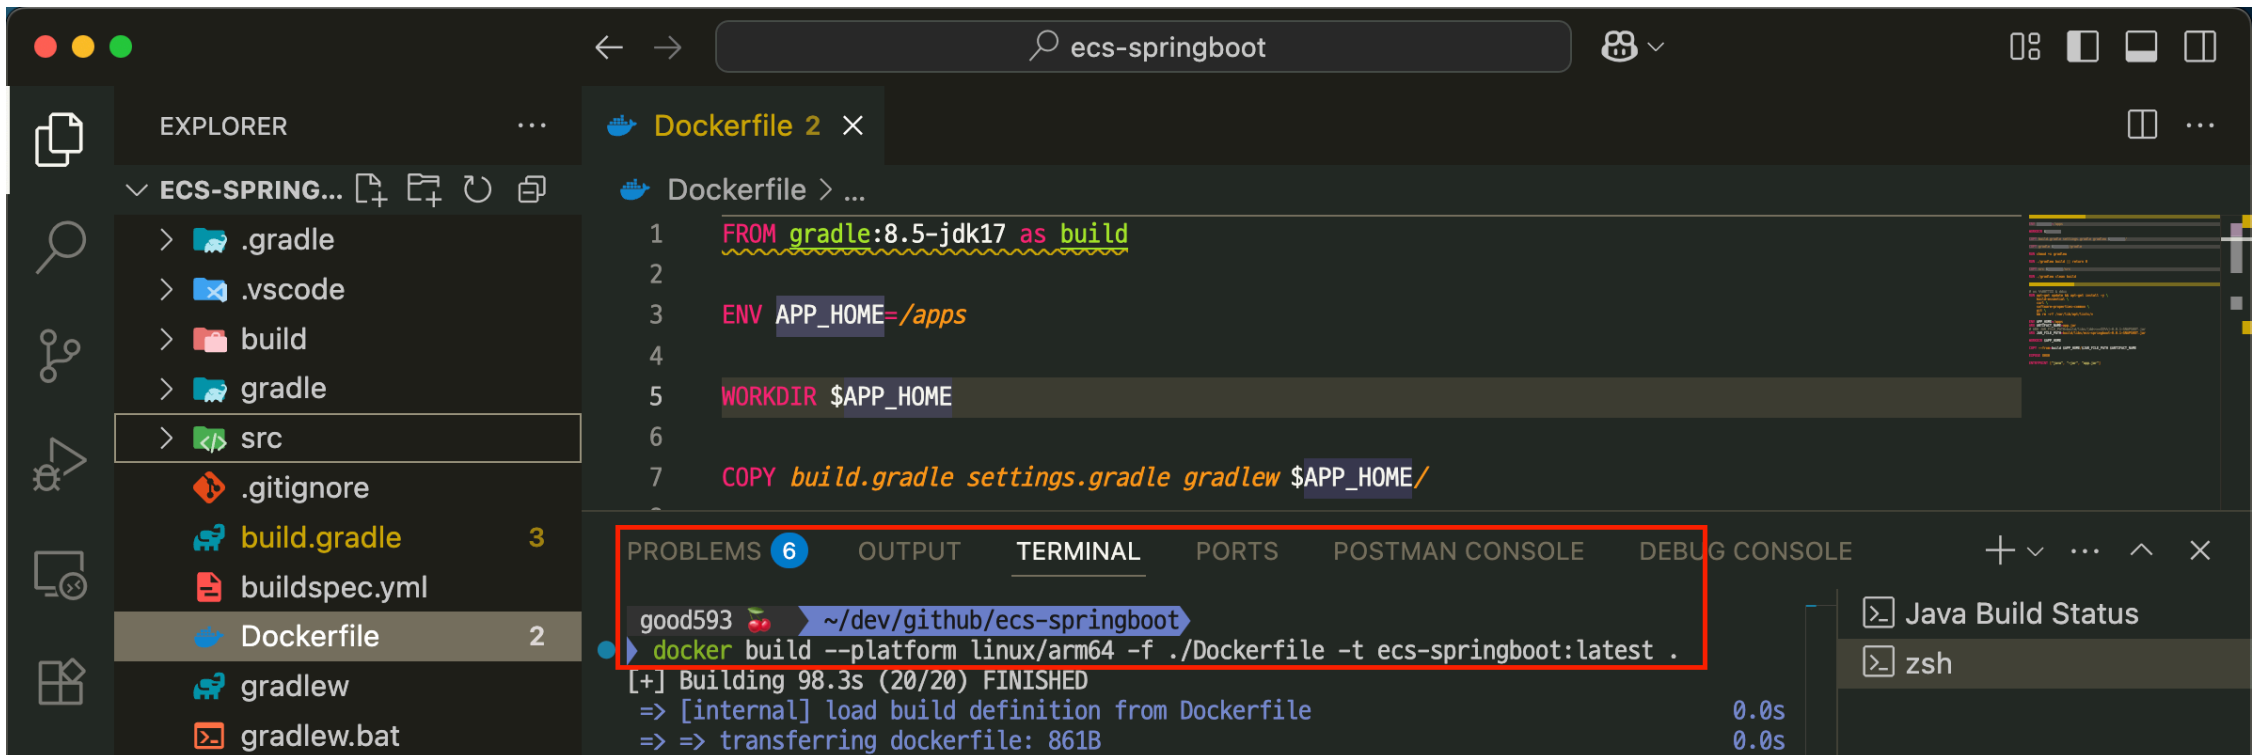 ecs-springboot
EXPLORER
Dockerfile 2
ECS-SPRING...
Dockerfile > ...
.gradle
.vscode
build
gradle
src
.gitignore
build.gradle 3
buildspec.yml
Dockerfile 2
gradlew
gradlew.bat
1 FROM gradle:8.5-jdk17 as build
2
3 ENV APP_HOME=/apps
4
5 WORKDIR $APP_HOME
6
7 COPY build.gradle settings.gradle gradlew $APP_HOME/
PROBLEMS 6 OUTPUT TERMINAL PORTS POSTMAN CONSOLE DEBUG CONSOLE
good593 🍒 ~/dev/github/ecs-springboot
docker build --platform linux/arm64 -f ./Dockerfile -t ecs-springboot:latest .
[+] Building 98.3s (20/20) FINISHED
=> [internal] load build definition from Dockerfile 0.0s
=> => transferring dockerfile: 861B 0.0s
Java Build Status
zsh